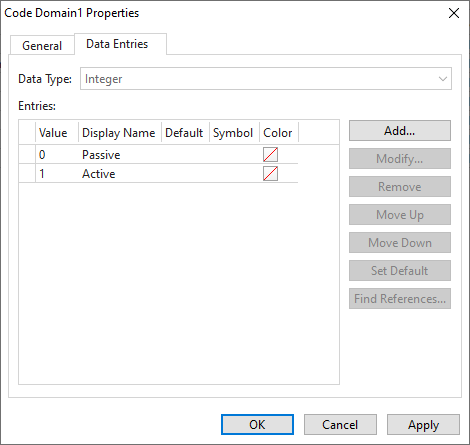 Code Domain1 Properties
General
Data Entries
Data Type:
Integer
Entries:
Value Display Name Default Symbol Color
0 Passive
1 Active
Add...
Modify...
Remove
Move Up
Move Down
Set Default
Find References...
OK
Cancel
Apply